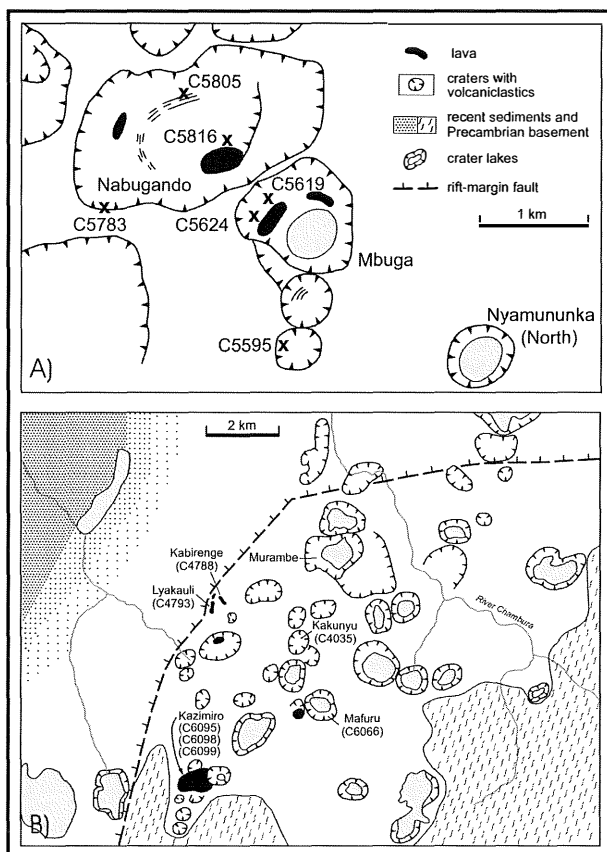 C5805
C5816
Nabugando
C5783
C5624
C5619
Mbuga
C5595
Nyamununka
(North)
A)
lava
craters with
volcaniclastics
recent sediments and
Precambrian basement
crater lakes
rift-margin fault
1 km
2 km
Kabirenge
(C4788)
Lyakauli
(C4793)
Murambe
Kakunyu
(C4035)
River Chambura
Mafuru
(C6066)
Kazimiro
(C6095)
(C6098)
(C6099)
B)